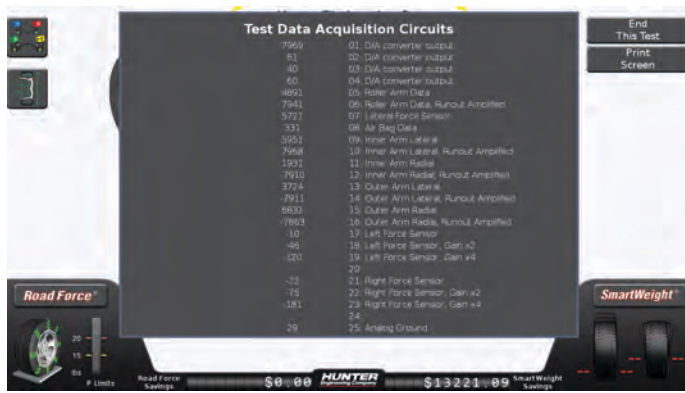 Test Data Acquisition Circuits
7969 01: D/A converter output
61 02: D/A converter output
40 03: D/A converter output
60 04: D/A converter output
4891 05: Roller Arm Data
7941 06: Roller Arm Data, Runout Amplified
5721 07: Lateral Force Sensor
331 08: Air Bag Data
5951 09: Inner Arm Lateral
7968 10: Inner Arm Lateral, Runout Amplified
1931 11: Inner Arm Radial
-7910 12: Inner Arm Radial, Runout Amplified
3724 13: Outer Arm Lateral
-7911 14: Outer Arm Lateral, Runout Amplified
6632 15: Outer Arm Radial
-7863 16: Outer Arm Radial, Runout Amplified
-10 17: Left Force Sensor
-46 18: Left Force Sensor, Gain x2
-120 19: Left Force Sensor, Gain x4
20:
21: Right Force Sensor
-75 22: Right Force Sensor, Gain x2
-181 23: Right Force Sensor, Gain x4
24:
29 25: Analog Ground
End
This Test
Print
Screen
Road Force®
20
15
P Limits
SmartWeight®
Road Force
Savings
$0.00
HUNTER
Engineering Company
$13221.09
SmartWeight
Savings